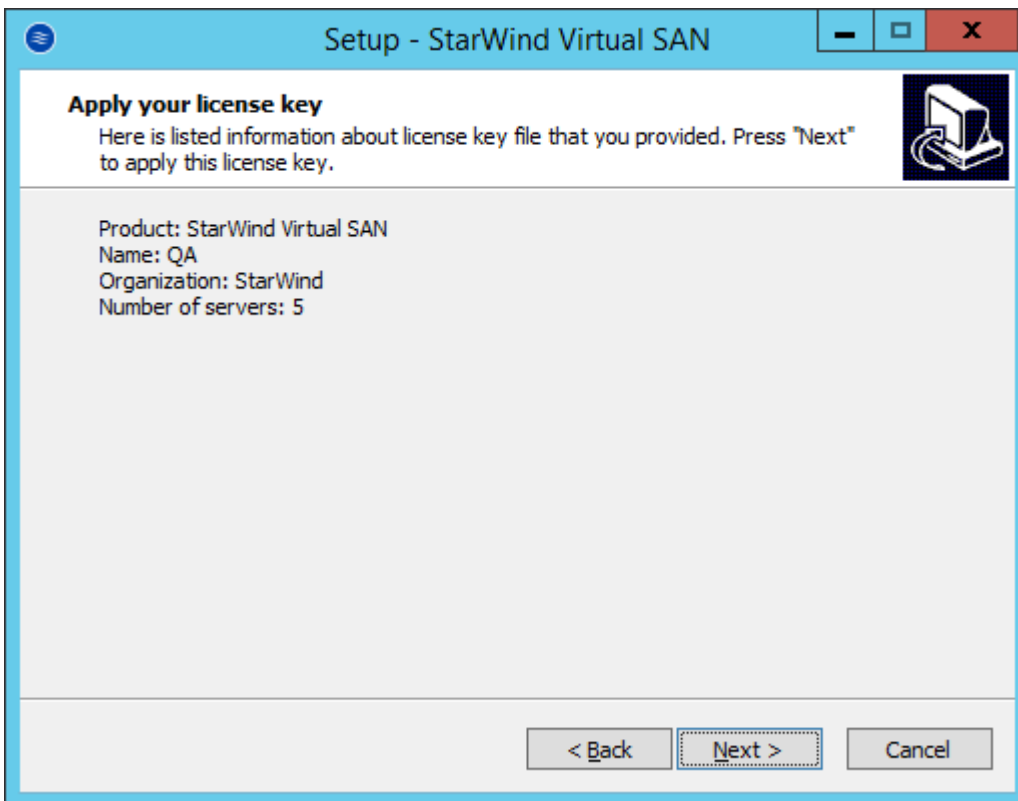 Setup - StarWind Virtual SAN
Apply your license key
Here is listed information about license key file that you provided. Press "Next"
to apply this license key.
Product: StarWind Virtual SAN
Name: QA
Organization: StarWind
Number of servers: 5
< Back
Next >
Cancel